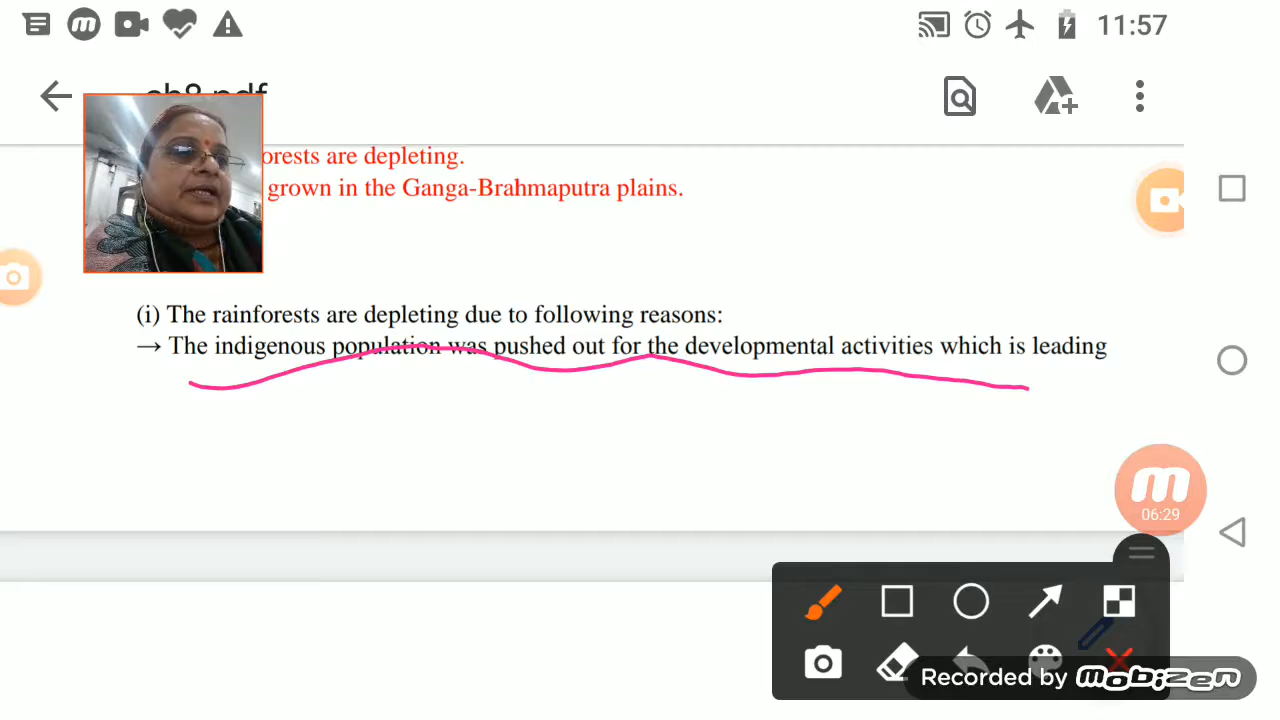 11:57
ch8.pdf
orests are depleting.
grown in the Ganga-Brahmaputra plains.
(i) The rainforests are depleting due to following reasons:
→ The indigenous population was pushed out for the developmental activities which is leading
06:29
Recorded by mobizen